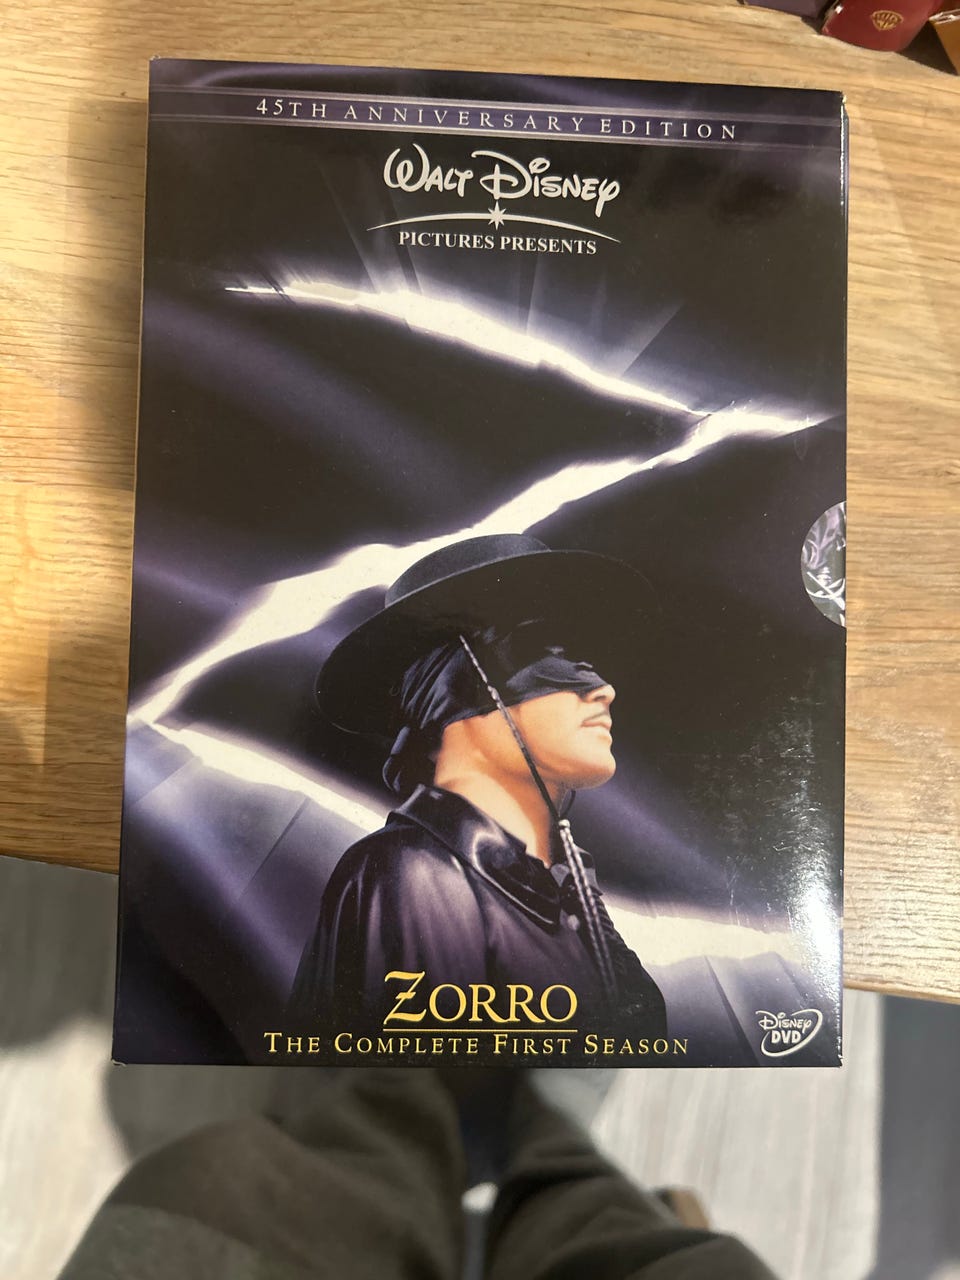 45TH ANNIVERSARY EDITION
WALT DISNEY
PICTURES PRESENTS
ZORRO
THE COMPLETE FIRST SEASON
DISNEY
DVD